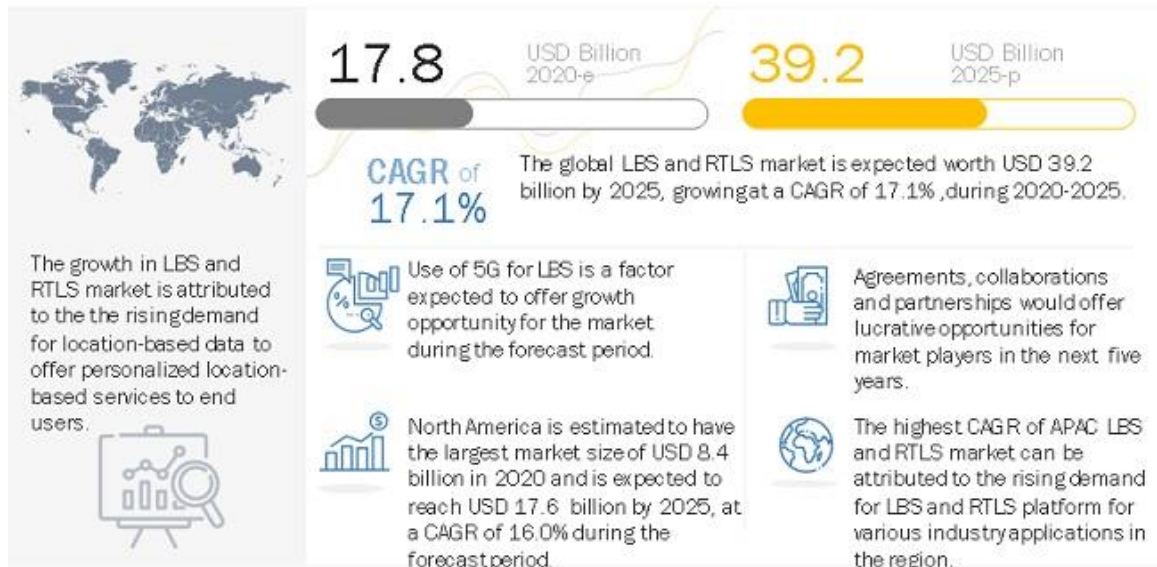 17.8
USD Billion
2020-e
39.2
USD Billion
2025-p
CAGR of
17.1%
The global LBS and RTLS market is expected worth USD 39.2
billion by 2025, growing at a CAGR of 17.1% ,during 2020-2025.
The growth in LBS and
RTLS market is attributed
to the the rising demand
for location-based data to
offer personalized location-
based services to end
users.
Use of 5G for LBS is a factor
expected to offer growth
opportunity for the market
during the forecast period.
Agreements, collaborations
and partnerships would offer
lucrative opportunities for
market players in the next five
years.
North America is estimated to have
the largest market size of USD 8.4
billion in 2020 and is expected to
reach USD 17.6 billion by 2025, at
a CAGR of 16.0% during the
forecast period.
The highest CAGR of APAC LBS
and RTLS market can be
attributed to the rising demand
for LBS and RTLS platform for
various industry applications in
the region.